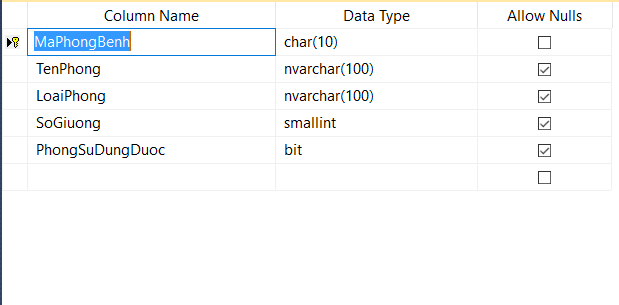 Column Name Data Type Allow Nulls
MaPhongBenh char(10)
TenPhong nvarchar(100)
LoaiPhong nvarchar(100)
SoGiuong smallint
PhongSuDungDuoc bit